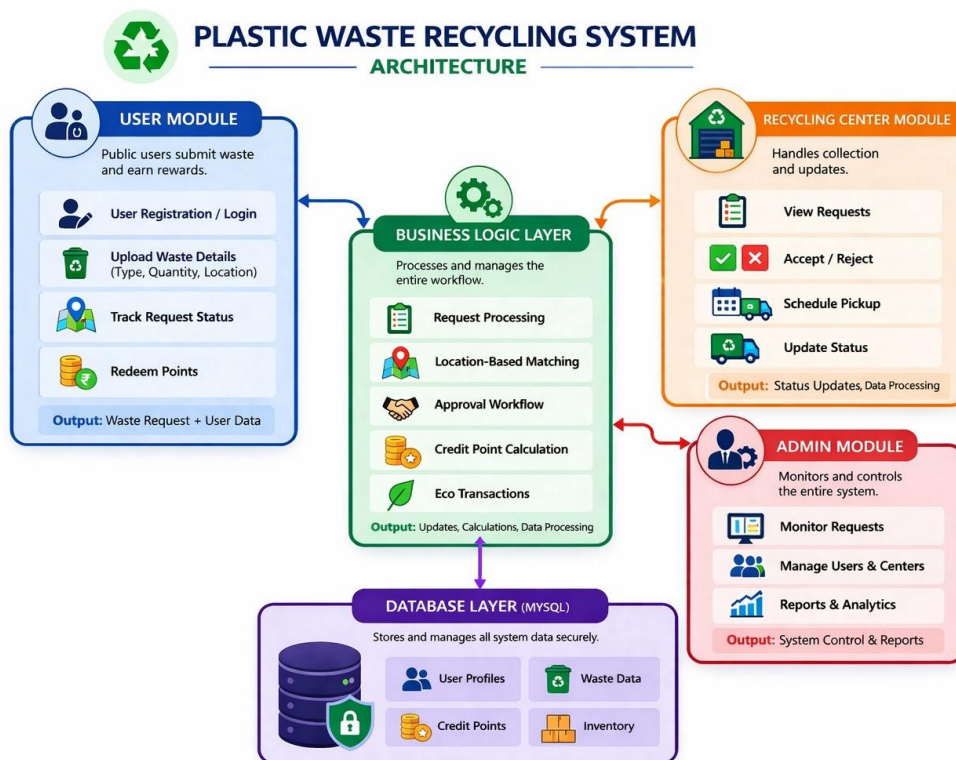 PLASTIC WASTE RECYCLING SYSTEM
ARCHITECTURE
USER MODULE
Public users submit waste
and earn rewards.
User Registration / Login
Upload Waste Details
(Type, Quantity, Location)
Track Request Status
₹
Redeem Points
Output: Waste Request + User Data
BUSINESS LOGIC LAYER
Processes and manages the
entire workflow.
Request Processing
Location-Based Matching
Approval Workflow
Credit Point Calculation
Eco Transactions
Output: Updates, Calculations, Data Processing
RECYCLING CENTER MODULE
Handles collection
and updates.
View Requests
Accept / Reject
Schedule Pickup
Update Status
Output: Status Updates, Data Processing
ADMIN MODULE
Monitors and controls
the entire system.
Monitor Requests
Manage Users & Centers
Reports & Analytics
Output: System Control & Reports
DATABASE LAYER (MYSQL)
Stores and manages all system data securely.
User Profiles
Waste Data
Credit Points
Inventory